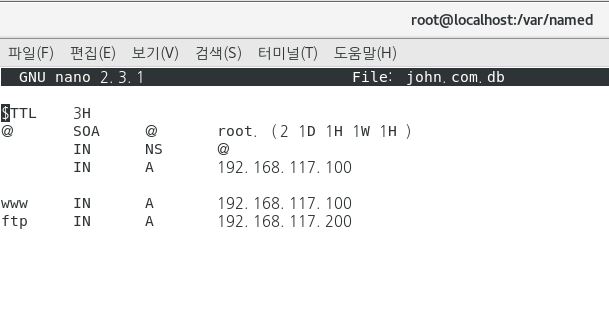 root@localhost:/var/named
파일(F) 편집(E) 보기(V) 검색(S) 터미널(T) 도움말(H)
GNU nano 2.3.1 File: john.com.db
$TTL 3H
@ SOA @ root. (2 1D 1H 1W 1H )
IN NS @
IN A 192.168.117.100
www IN A 192.168.117.100
ftp IN A 192.168.117.200